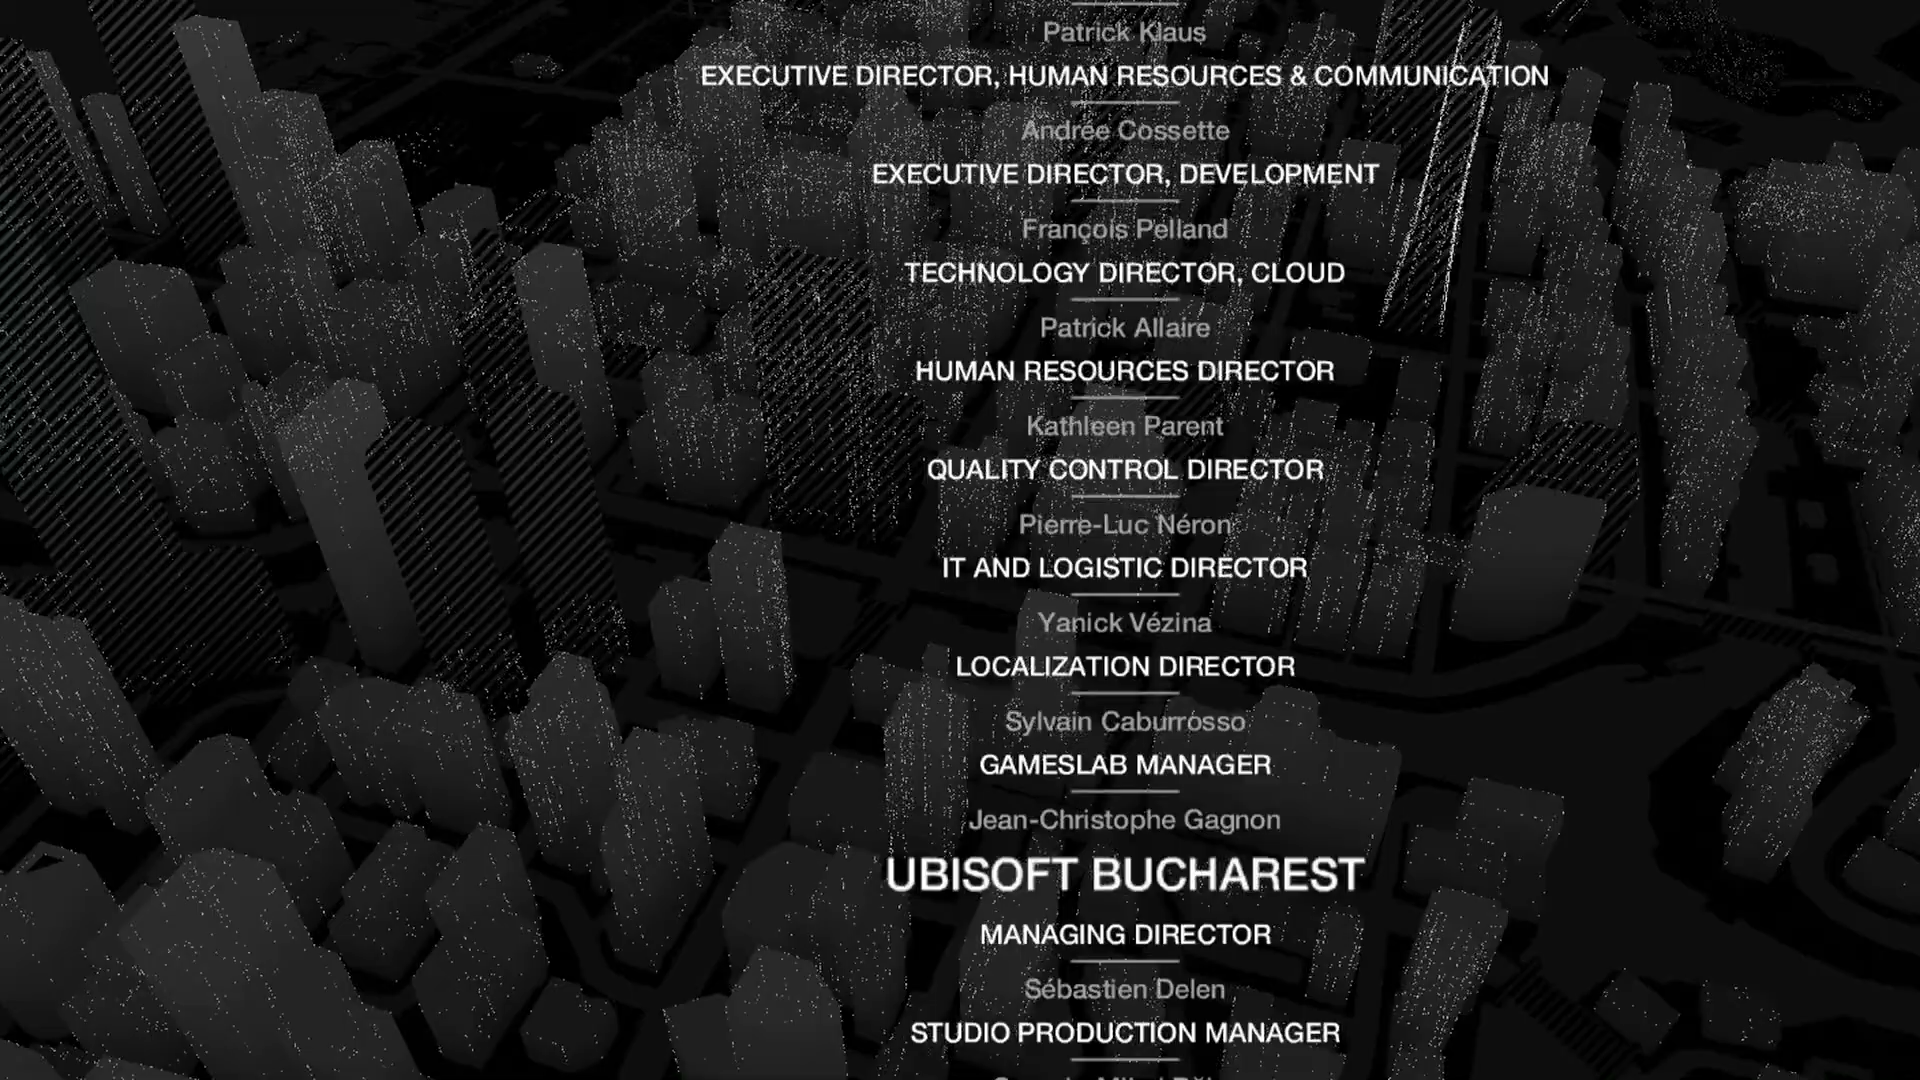 Patrick Klaus
EXECUTIVE DIRECTOR, HUMAN RESOURCES & COMMUNICATION
Andrée Cossette
EXECUTIVE DIRECTOR, DEVELOPMENT
François Pelland
TECHNOLOGY DIRECTOR, CLOUD
Patrick Allaire
HUMAN RESOURCES DIRECTOR
Kathleen Parent
QUALITY CONTROL DIRECTOR
Pierre-Luc Néron
IT AND LOGISTIC DIRECTOR
Yanick Vézina
LOCALIZATION DIRECTOR
Sylvain Caburrosso
GAMESLAB MANAGER
Jean-Christophe Gagnon
UBISOFT BUCHAREST
MANAGING DIRECTOR
Sébastien Delen
STUDIO PRODUCTION MANAGER